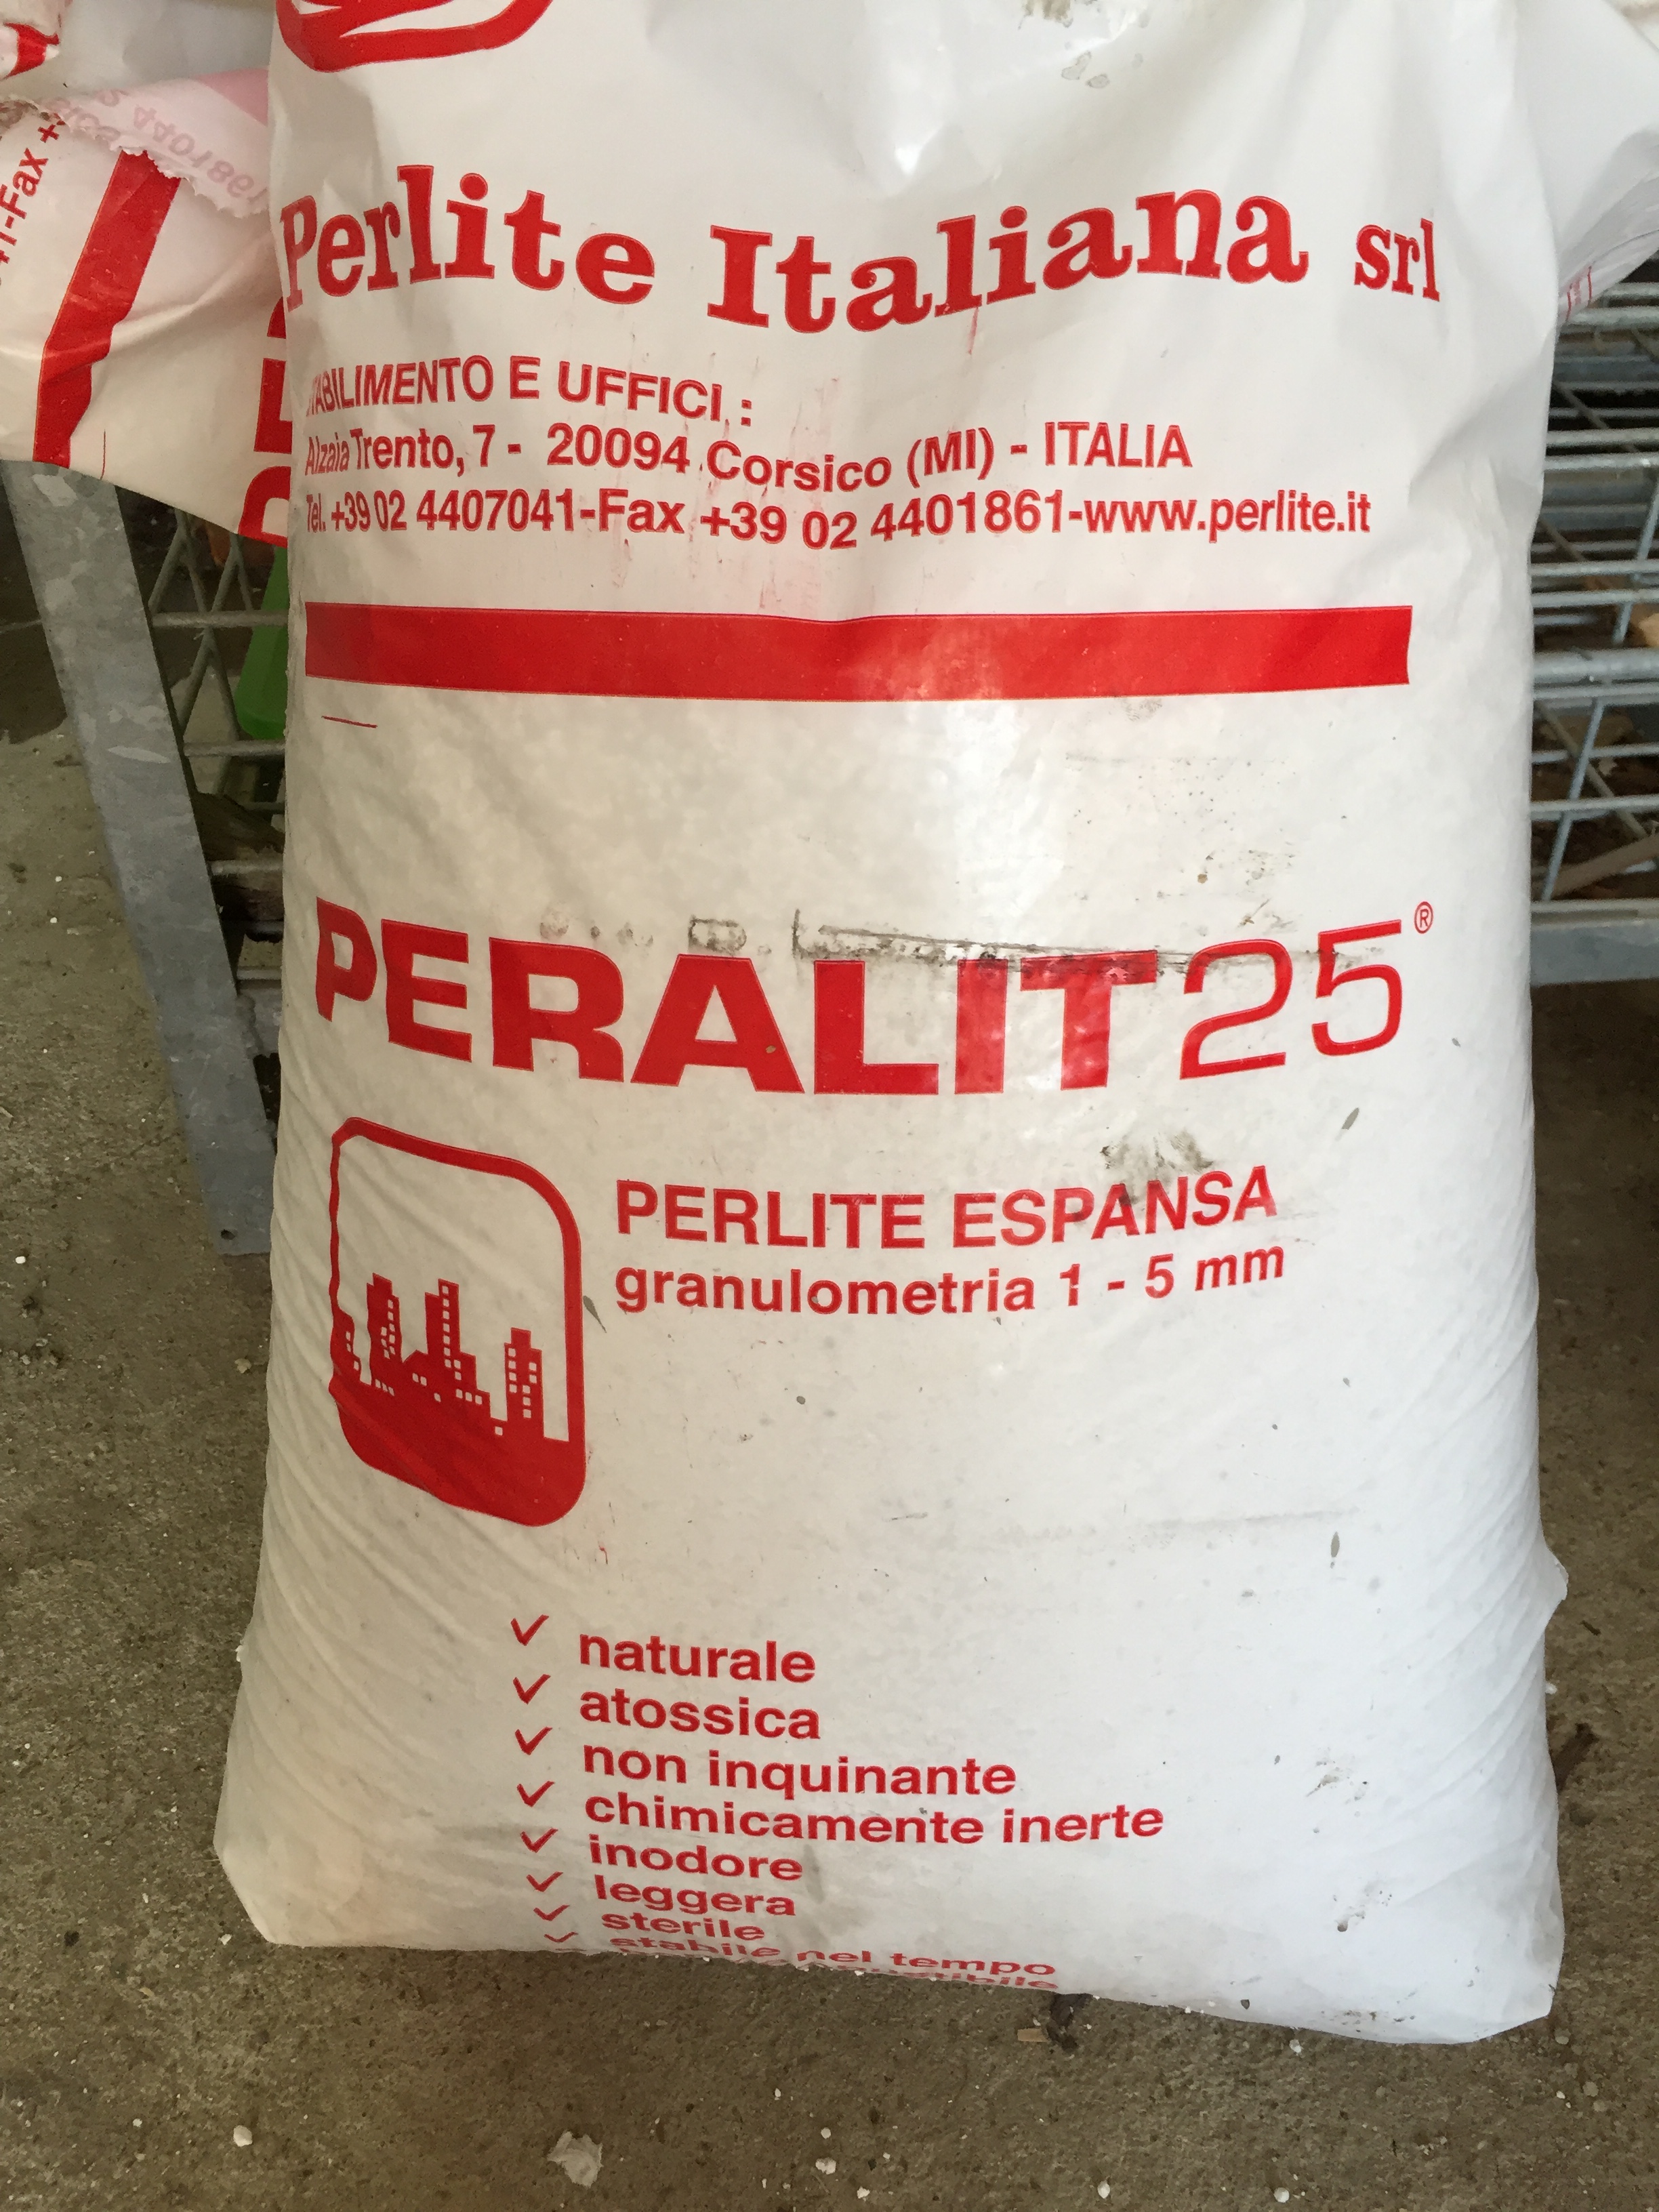 Perlite Italiana srl
STABILIMENTO E UFFICI :
Alzaia Trento, 7 - 20094 Corsico (MI) - ITALIA
Tel. +39 02 4407041-Fax +39 02 4401861-www.perlite.it
PERALIT 25®
PERLITE ESPANSA
granulometria 1 - 5 mm
✓ naturale
✓ atossica
✓ non inquinante
✓ chimicamente inerte
✓ inodore
✓ leggera
✓ sterile
✓ stabile nel tempo